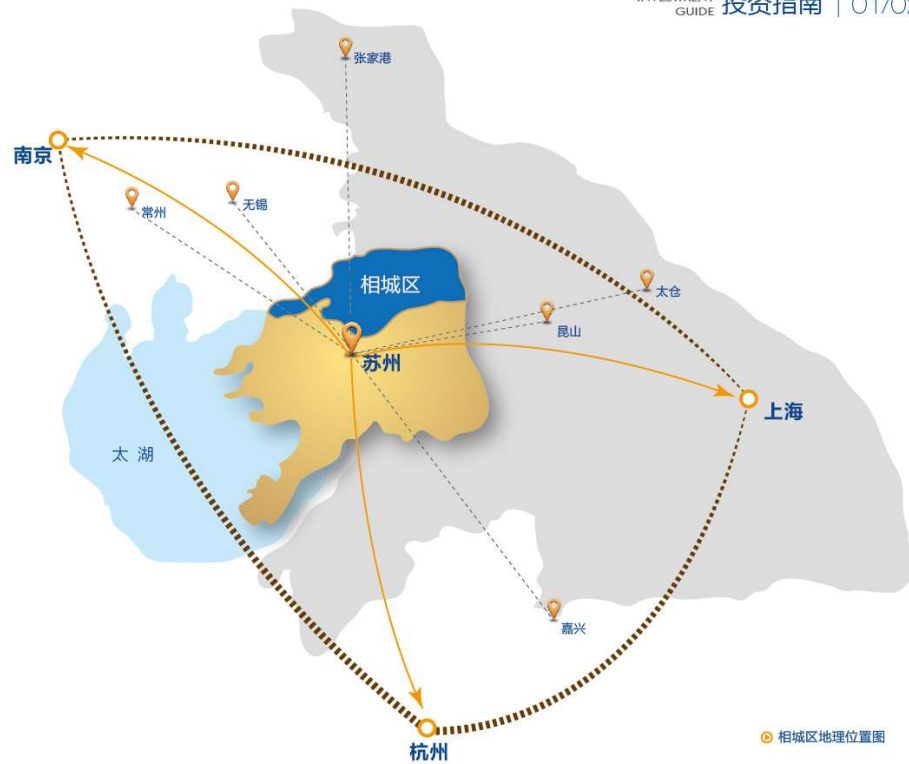 GUIDE 投资指南 | 01/02
张家港
南京
常州
无锡
相城区
太仓
昆山
苏州
上海
太湖
嘉兴
杭州
相城区地理位置图